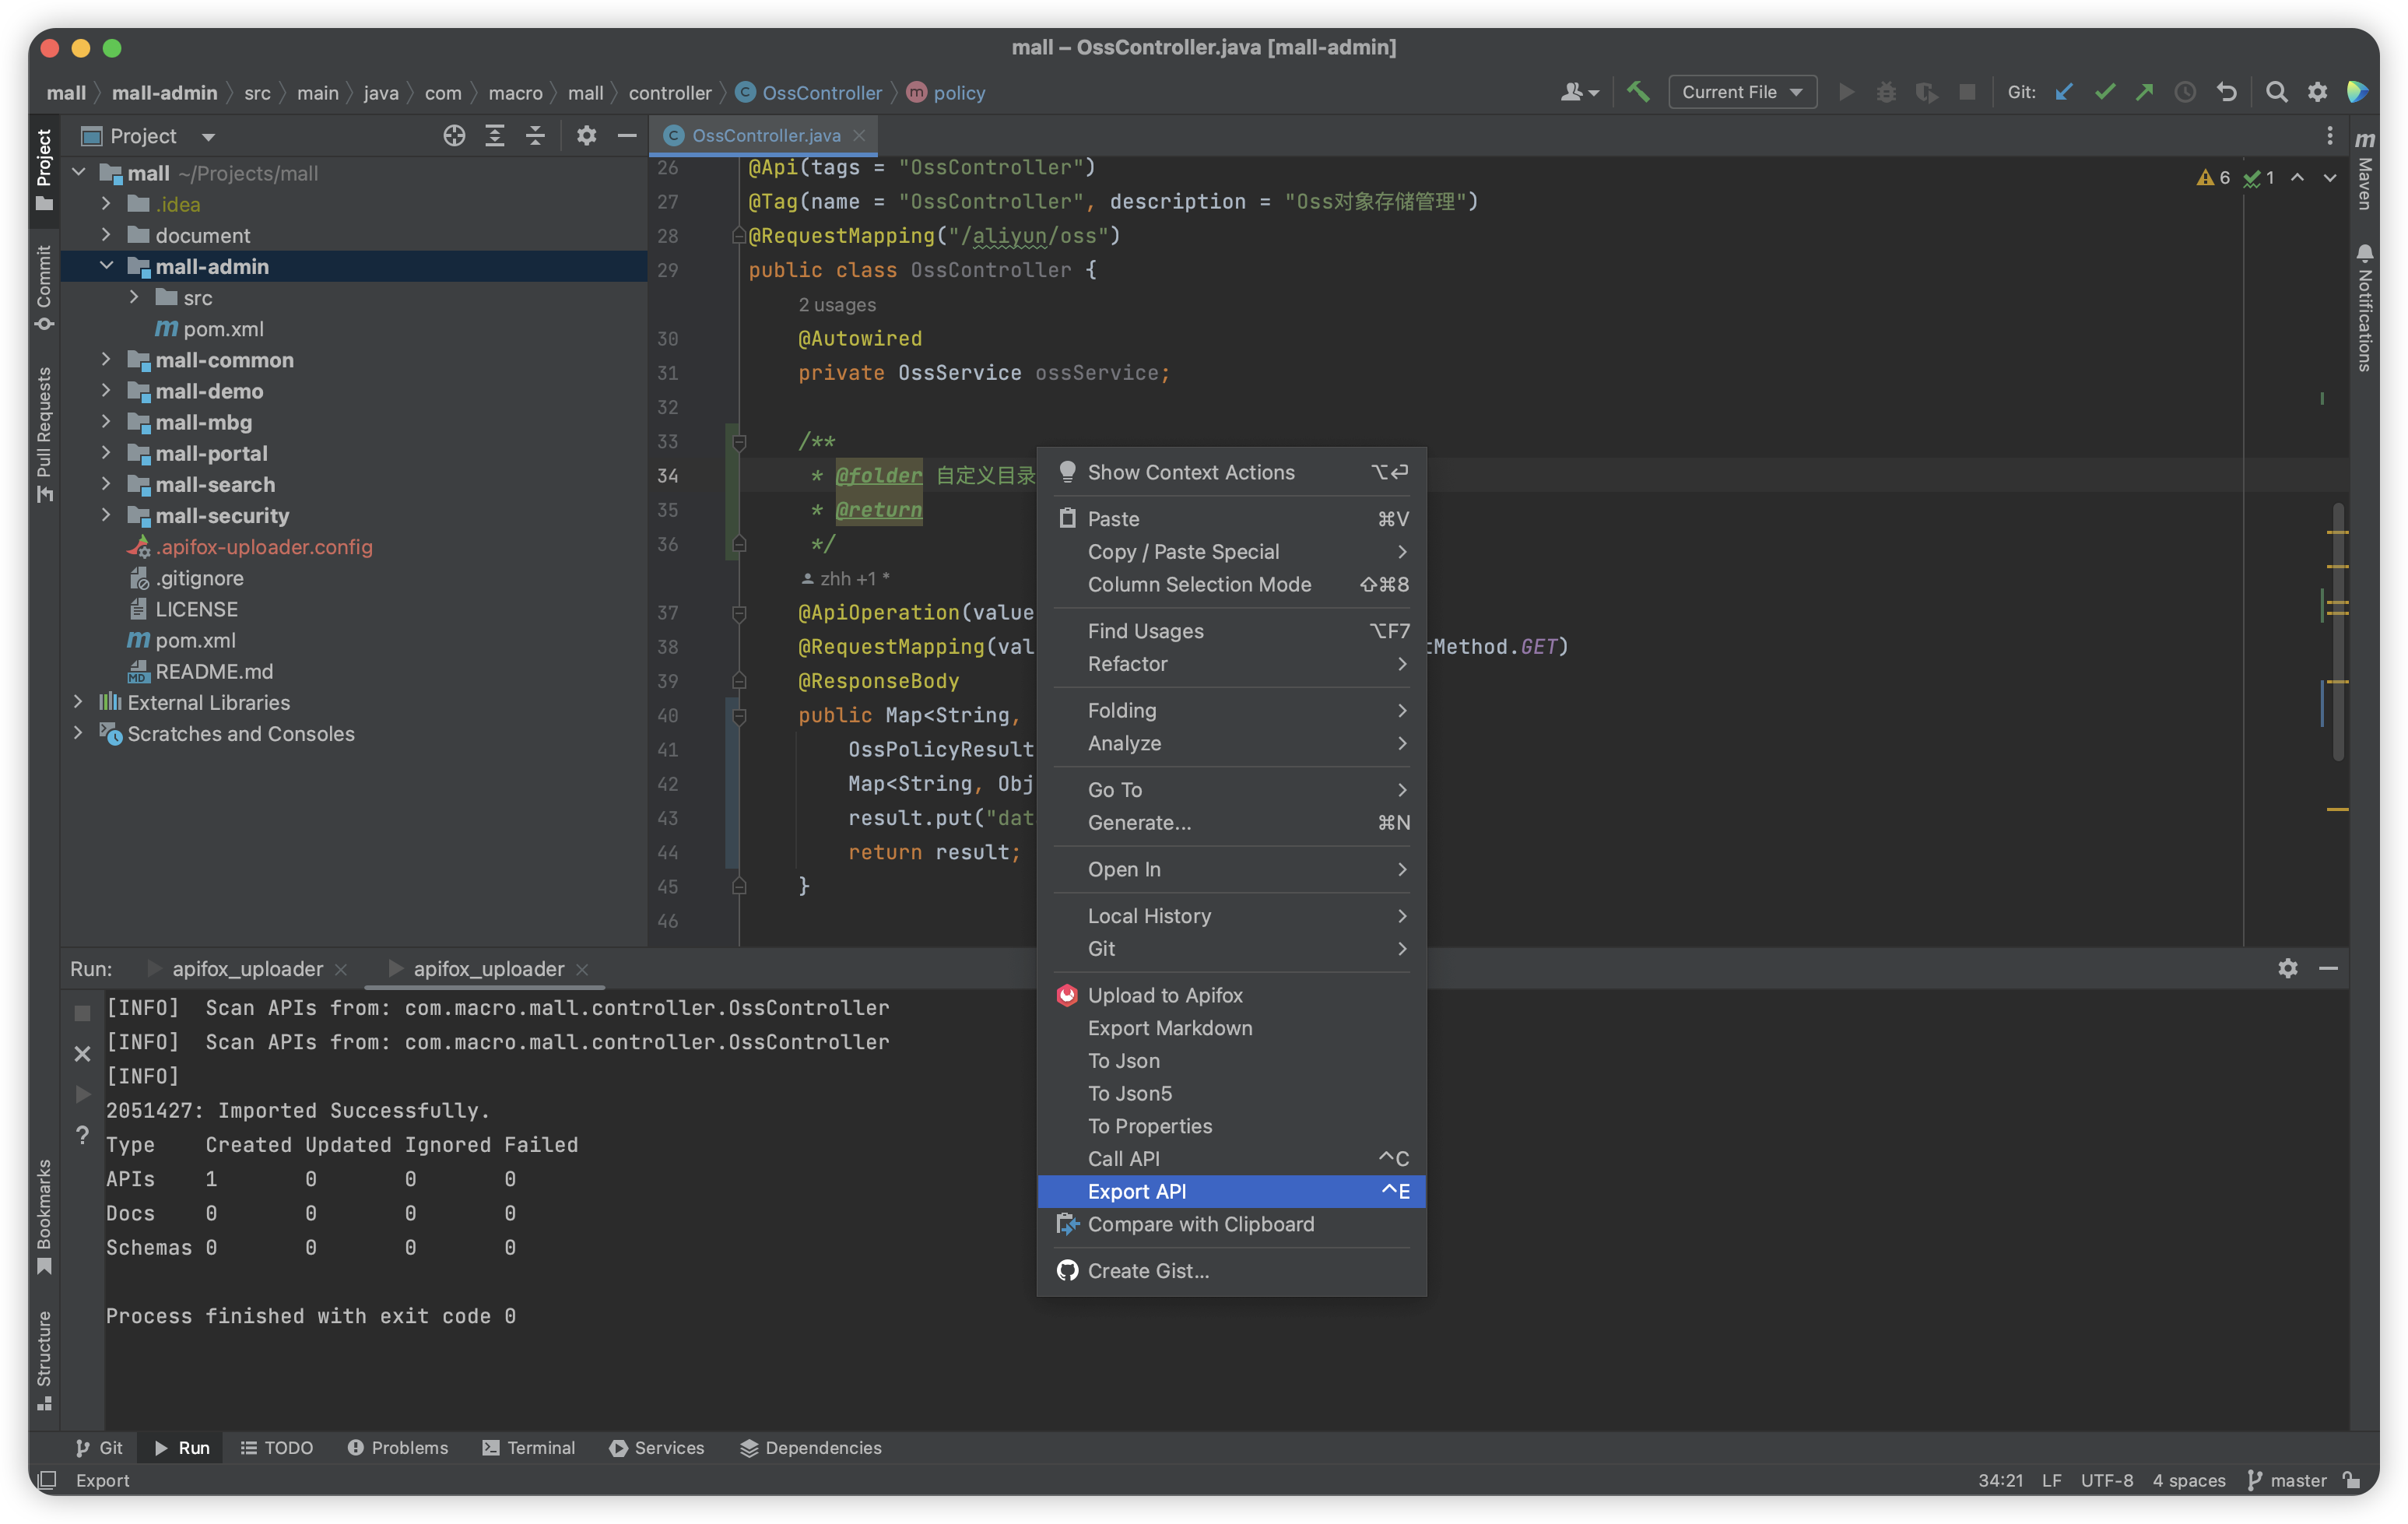 mall – OssController.java [mall-admin]
mall mall-admin src main java com macro mall controller OssController policy
Current File
Git:
Project
mall ~/Projects/mall
.idea
document
mall-admin
src
pom.xml
mall-common
mall-demo
mall-mbg
mall-portal
mall-search
mall-security
.apifox-uploader.config
.gitignore
LICENSE
pom.xml
README.md
External Libraries
Scratches and Consoles
Project
Commit
Pull Requests
Bookmarks
Structure
OssController.java
6 1
26 @Api(tags = "OssController")
27 @Tag(name = "OssController", description = "Oss对象存储管理")
28 @RequestMapping("/aliyun/oss")
29 public class OssController {
2 usages
30 @Autowired
31 private OssService ossService;
32
33 /**
34 * @folder 自定义目录
35 * @return
36 */
zhh +1 *
37 @ApiOperation(value
38 @RequestMapping(val tMethod.GET)
39 @ResponseBody
40 public Map<String,
41 OssPolicyResult
42 Map<String, Obj
43 result.put("dat
44 return result;
45 }
46
Maven
Notifications
Show Context Actions ⌥⏎
Paste ⌘V
Copy / Paste Special
Column Selection Mode ⇧⌘8
Find Usages ⌥F7
Refactor
Folding
Analyze
Go To
Generate... ⌘N
Open In
Local History
Git
Upload to Apifox
Export Markdown
To Json
To Json5
To Properties
Call API ^C
Export API ^E
Compare with Clipboard
Create Gist...
Run: apifox_uploader apifox_uploader
[INFO] Scan APIs from: com.macro.mall.controller.OssController
[INFO] Scan APIs from: com.macro.mall.controller.OssController
[INFO]
2051427: Imported Successfully.
Type Created Updated Ignored Failed
APIs 1 0 0 0
Docs 0 0 0 0
Schemas 0 0 0 0
Process finished with exit code 0
Git Run TODO Problems Terminal Services Dependencies
Export
34:21 LF UTF-8 4 spaces master